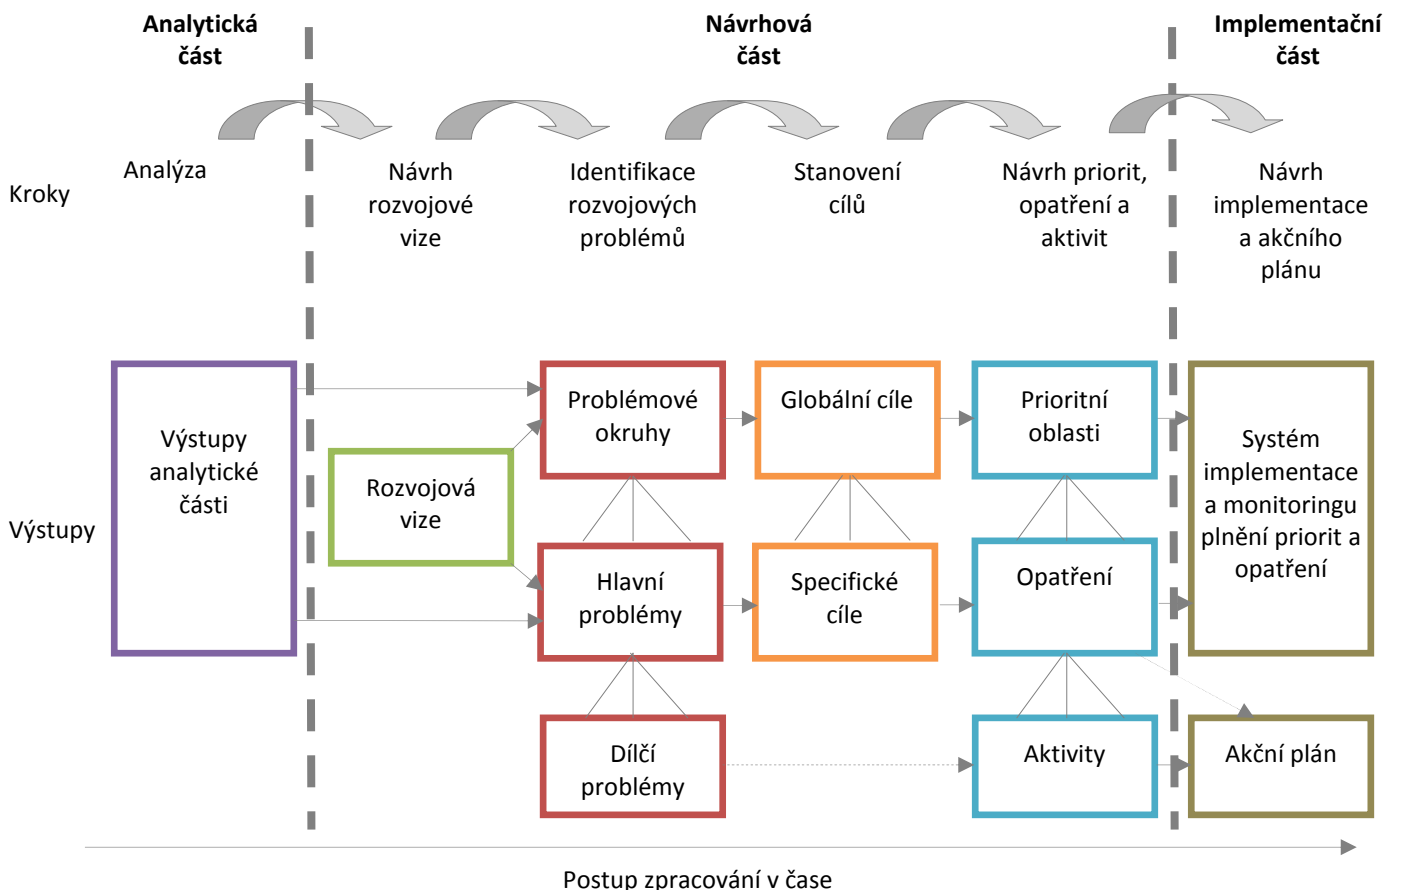 Analytická
část
Návrhová
část
Implementační
část
Kroky
Analýza
Návrh
rozvojové
vize
Identifikace
rozvojových
problémů
Stanovení
cílů
Návrh priorit,
opatření a
aktivit
Návrh
implementace
a akčního
plánu
Výstupy
Výstupy
analytické
části
Rozvojová
vize
Problémové
okruhy
Hlavní
problémy
Dílčí
problémy
Globální cíle
Specifické
cíle
Prioritní
oblasti
Opatření
Aktivity
Systém
implementace
a monitoringu
plnění priorit a
opatření
Akční plán
Postup zpracování v čase